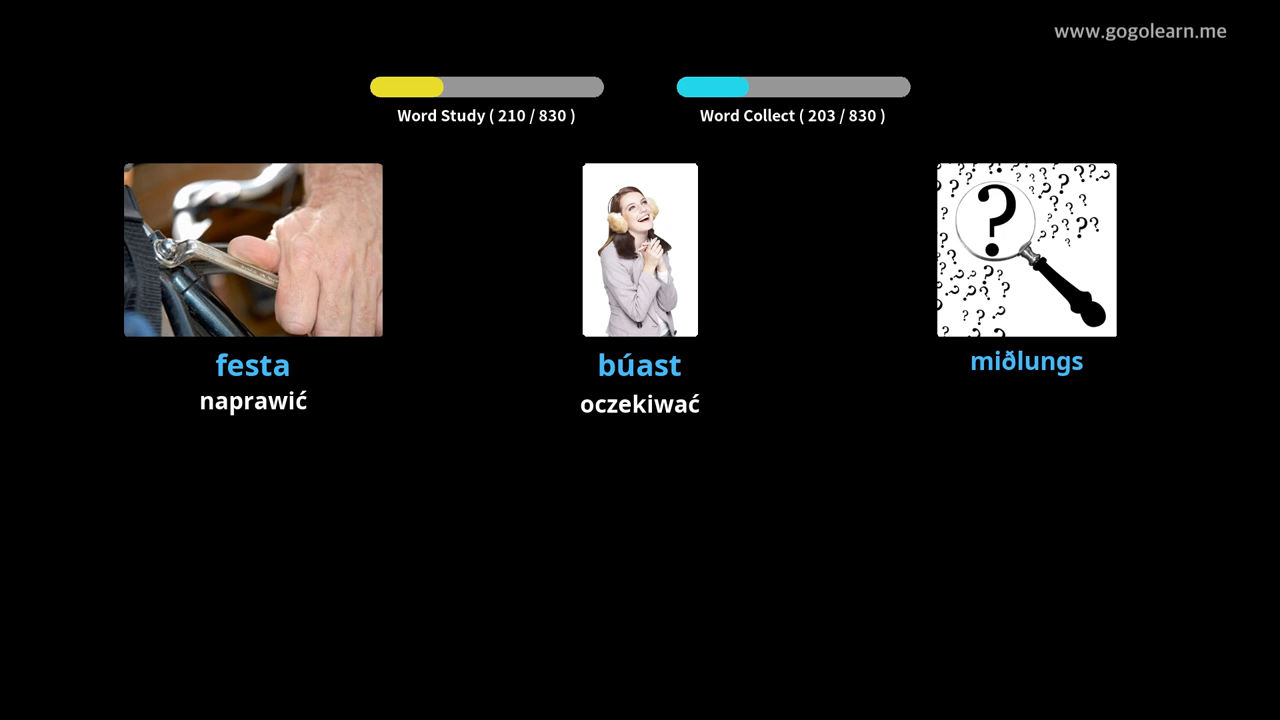 www.gogolearn.me
Word Study ( 210 / 830 )
Word Collect ( 203 / 830 )
festa
naprawić
búast
oczekiwać
miðlungs